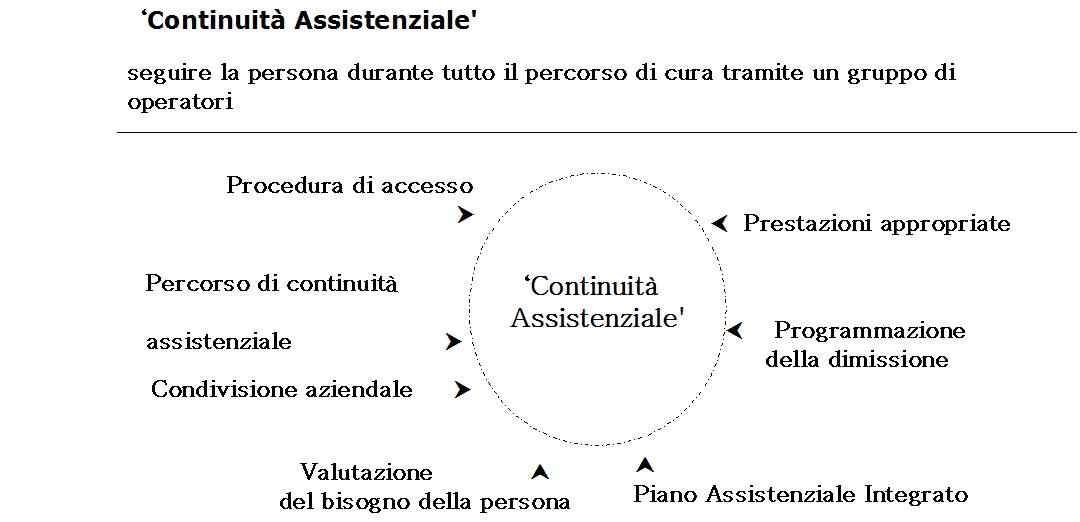 ‘Continuità Assistenziale'
seguire la persona durante tutto il percorso di cura tramite un gruppo di
operatori
Procedura di accesso
Prestazioni appropriate
Percorso di continuità
assistenziale
‘Continuità
Assistenziale'
Programmazione
della dimissione
Condivisione aziendale
Valutazione
del bisogno della persona
Piano Assistenziale Integrato